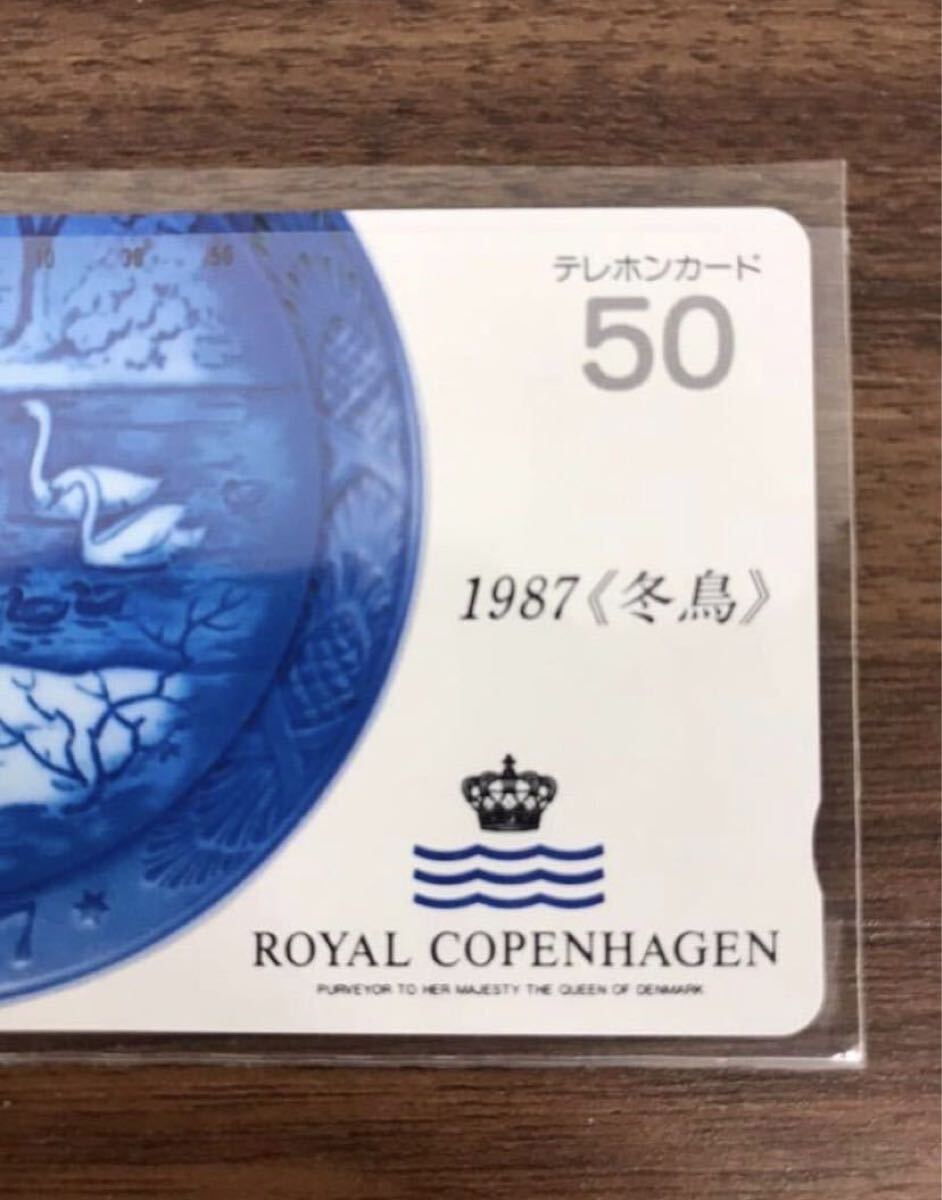 テレホンカード
50
1987《冬鳥》
7
ROYAL COPENHAGEN
PURVEYOR TO HER MAJESTY THE QUEEN OF DENMARK